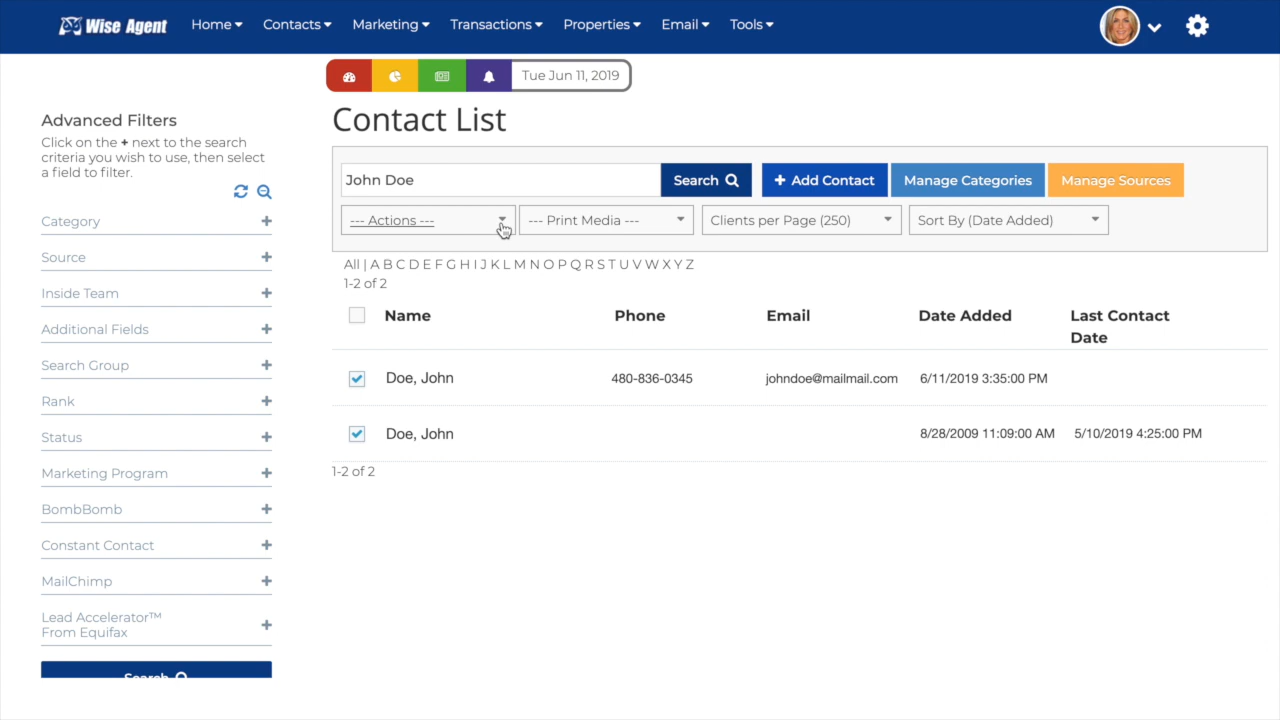 Wise Agent Home Contacts Marketing Transactions Properties Email Tools
Tue Jun 11, 2019
Contact List
Advanced Filters
Click on the + next to the search
criteria you wish to use, then select
a field to filter.
Category +
Source +
Inside Team +
Additional Fields +
Search Group +
Rank +
Status +
Marketing Program +
BombBomb +
Constant Contact +
MailChimp +
Lead Accelerator™
From Equifax +
Search
John Doe Search + Add Contact Manage Categories Manage Sources
--- Actions --- --- Print Media --- Clients per Page (250) Sort By (Date Added)
All | A B C D E F G H I J K L M N O P Q R S T U V W X Y Z
1-2 of 2
Name Phone Email Date Added Last Contact
Date
Doe, John 480-836-0345 johndoe@mailmail.com 6/11/2019 3:35:00 PM
Doe, John 8/28/2009 11:09:00 AM 5/10/2019 4:25:00 PM
1-2 of 2